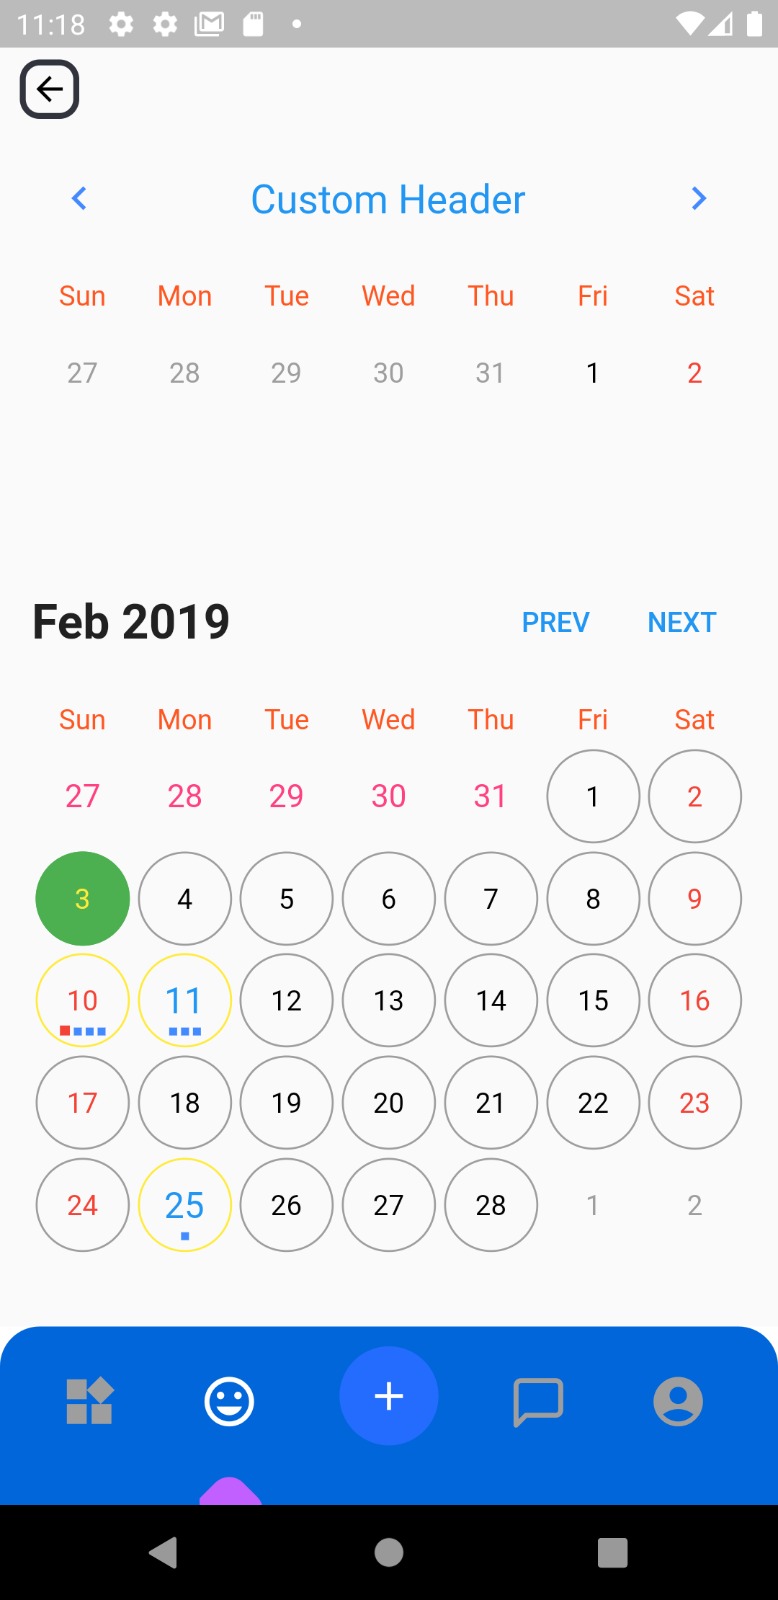 11:18
Custom Header
Sun Mon Tue Wed Thu Fri Sat
27 28 29 30 31 1 2
Feb 2019 PREV NEXT
Sun Mon Tue Wed Thu Fri Sat
27 28 29 30 31 1 2
3 4 5 6 7 8 9
10 11 12 13 14 15 16
17 18 19 20 21 22 23
24 25 26 27 28 1 2